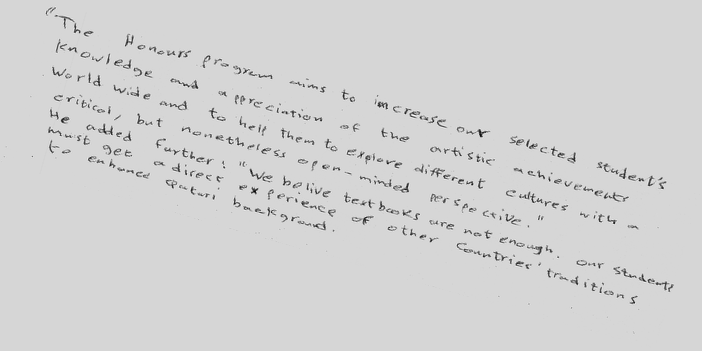 "The Honours program aims to increase our selected student's
knowledge and appreciation of the artistic achievements
World wide and to help them to explore different cultures with a
critical, but nonetheless open-minded perspective."
He added further: "We belive textbooks are not enough. our students
must get a direct experience of other countries' traditions
to enhance Qatari backgroud.